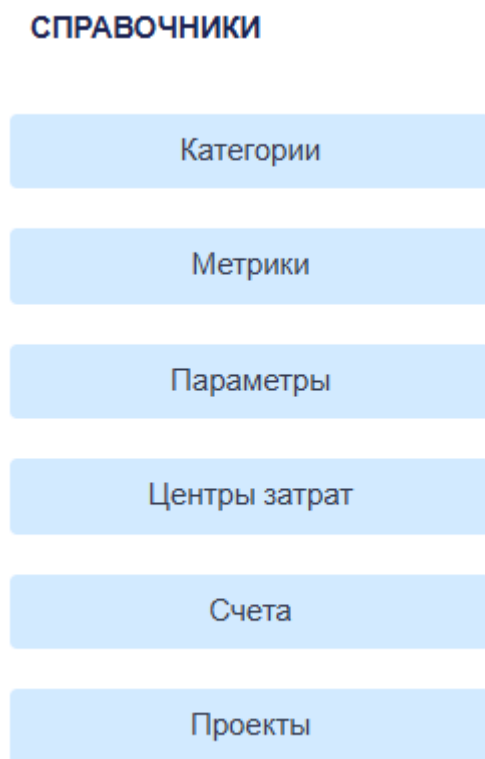 СПРАВОЧНИКИ
Категории
Метрики
Параметры
Центры затрат
Счета
Проекты